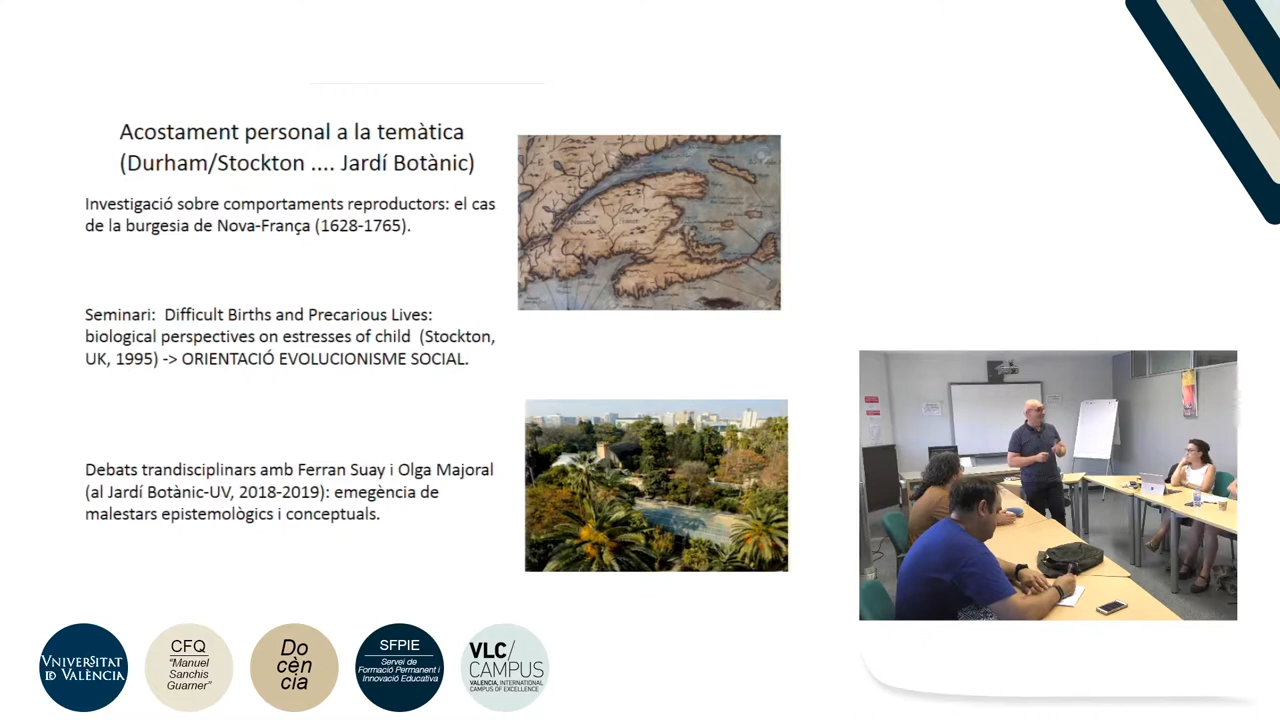 Acostament personal a la temàtica
(Durham/Stockton .... Jardí Botànic)
Investigació sobre comportaments reproductors: el cas
de la burgesia de Nova-França (1628-1765).
Seminari: Difficult Births and Precarious Lives:
biological perspectives on estresses of child (Stockton,
UK, 1995) -> ORIENTACIÓ EVOLUCIONISME SOCIAL.
Debats trandisciplinars amb Ferran Suay i Olga Majoral
(al Jardí Botànic-UV, 2018-2019): emegència de
malestars epistemològics i conceptuals.
VNIVERSITAT
ID VALÈNCIA
CFQ
"Manuel
Sanchis
Guarner"
Do
cèn
cia
SFPIE
Servei de
Formació Permanent i
Innovació Educativa
VLC/
CAMPUS
VALENCIA, INTERNATIONAL
CAMPUS OF EXCELLENCE